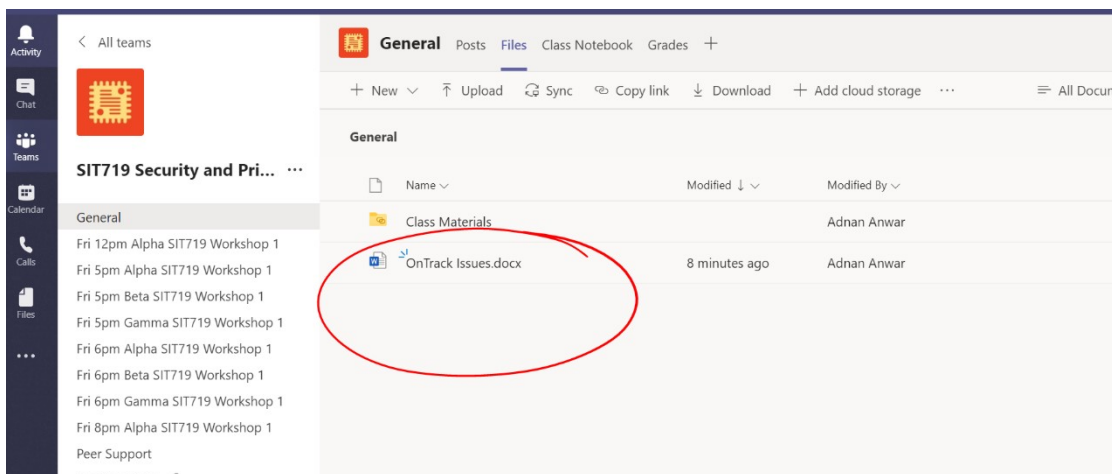 Activity
Chat
Teams
Calendar
Calls
Files
All teams
SIT719 Security and Pri... ...
General
Fri 12pm Alpha SIT719 Workshop 1
Fri 5pm Alpha SIT719 Workshop 1
Fri 5pm Beta SIT719 Workshop 1
Fri 5pm Gamma SIT719 Workshop 1
Fri 6pm Alpha SIT719 Workshop 1
Fri 6pm Beta SIT719 Workshop 1
Fri 6pm Gamma SIT719 Workshop 1
Fri 8pm Alpha SIT719 Workshop 1
Peer Support
General Posts Files Class Notebook Grades +
+ New Upload Sync Copy link Download + Add cloud storage ... All Docu
General
Name Modified ↓ Modified By
Class Materials Adnan Anwar
OnTrack Issues.docx 8 minutes ago Adnan Anwar